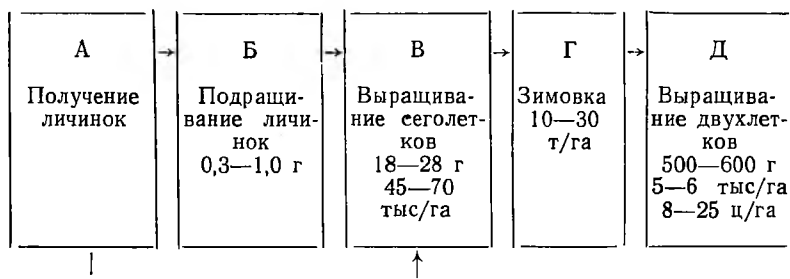 А
Получение
личинок
Б
Подращи-
вание личи-
нок
0,3—1,0 г
В
Выращива-
ние сеголет-
ков
18—28 г
45—70
тыс/га
Г
Зимовка
10—30
т/га
Д
Выращива-
ние двухлет-
ков
500—600 г
5—6 тыс/га
8—25 ц/га